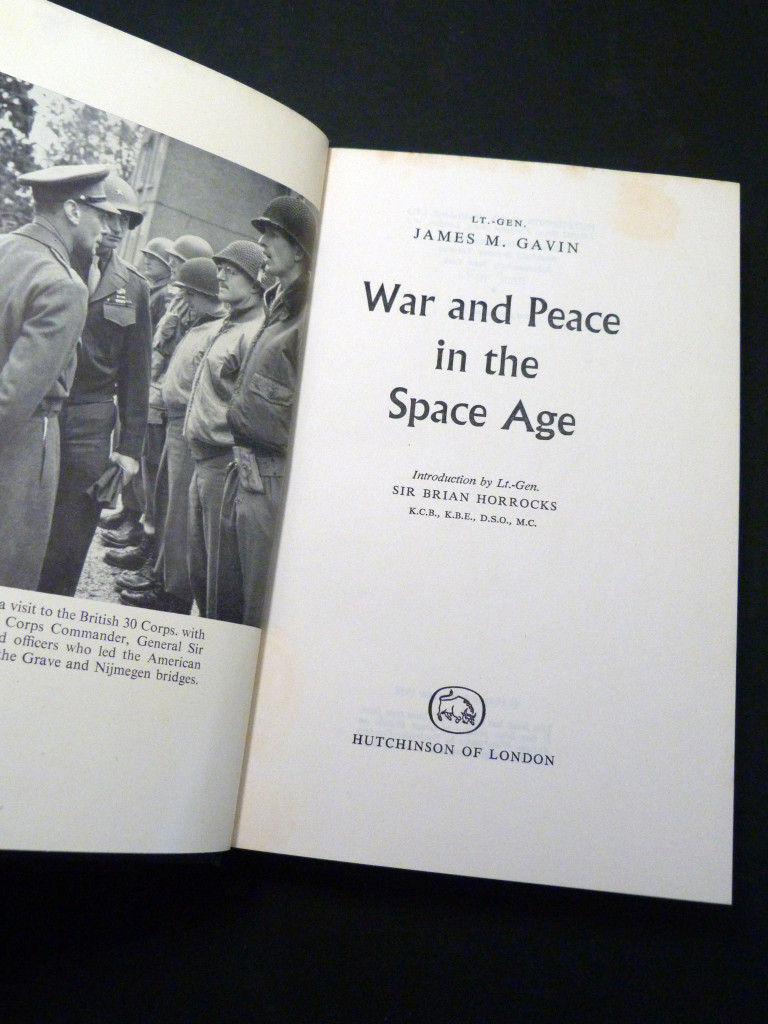 a visit to the British 30 Corps. with
Corps Commander, General Sir
d officers who led the American
the Grave and Nijmegen bridges.
LT.-GEN.
JAMES M. GAVIN
War and Peace
in the
Space Age
Introduction by Lt.-Gen.
SIR BRIAN HORROCKS
K.C.B., K.B.E., D.S.O., M.C.
HUTCHINSON OF LONDON